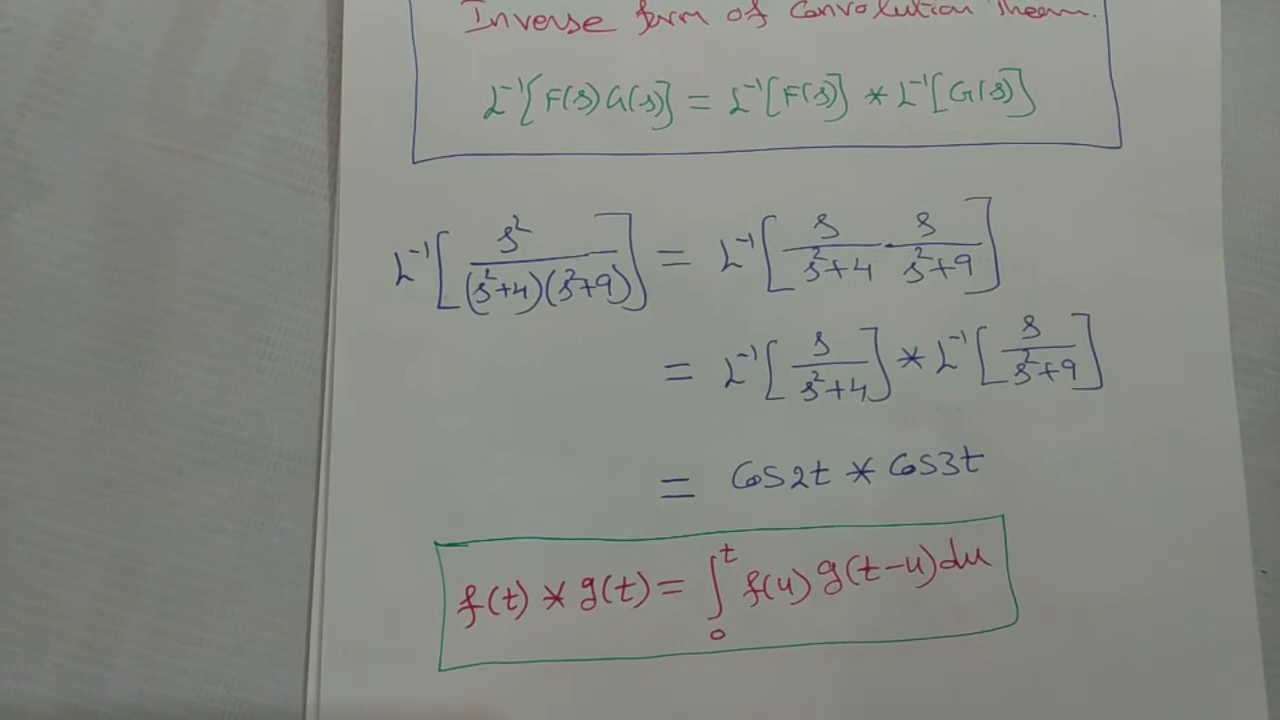 Inverse form of Convolution Theorem.
L⁻¹[F(s)G(s)] = L⁻¹[F(s)] * L⁻¹[G(s)]
L⁻¹[s²/((s²+4)(s²+9))] = L⁻¹[s/(s²+4) · s/(s²+9)]
= L⁻¹[s/(s²+4)] * L⁻¹[s/(s²+9)]
= Cos2t * Cos3t
f(t) * g(t) = ∫₀ᵗ f(u) g(t-u) du